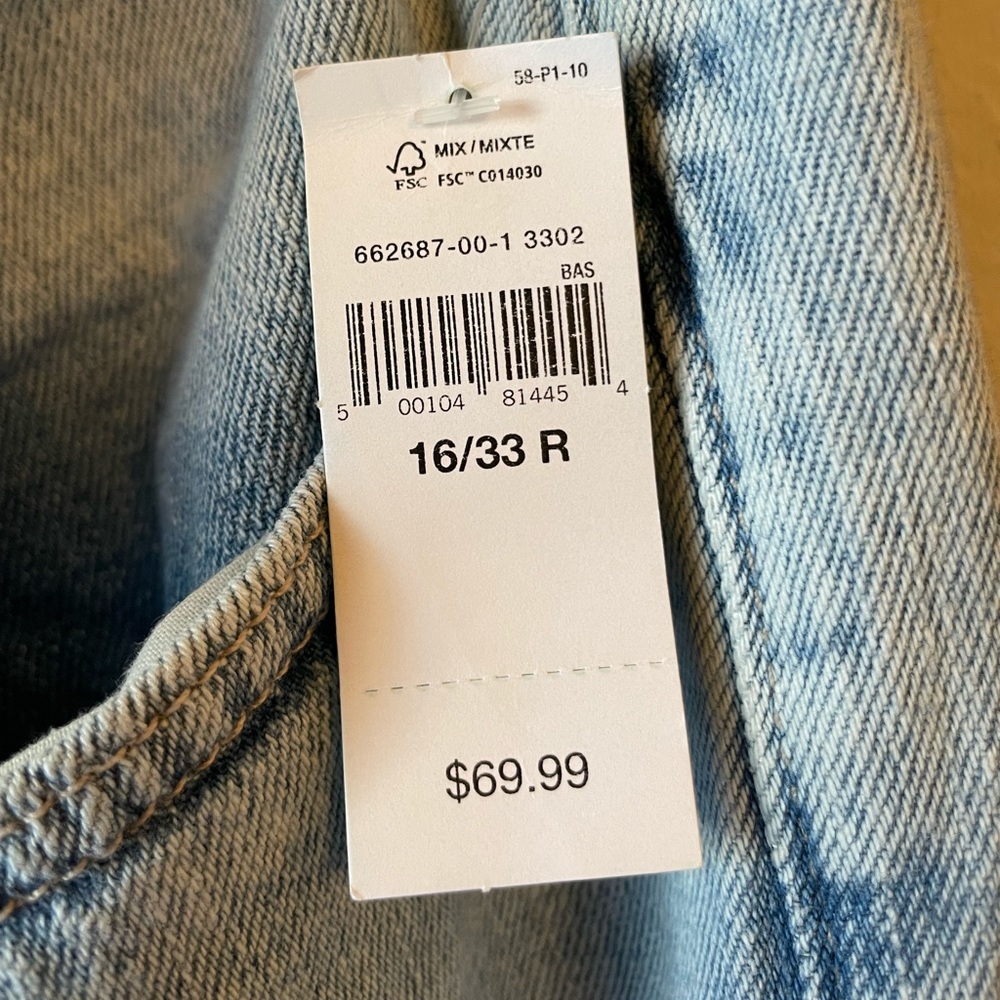 58-P1-10
MIX/MIXTE
FSC FSC™ C014030
662687-00-1 3302
BAS
5 00104 81445 4
16/33 R
$69.99